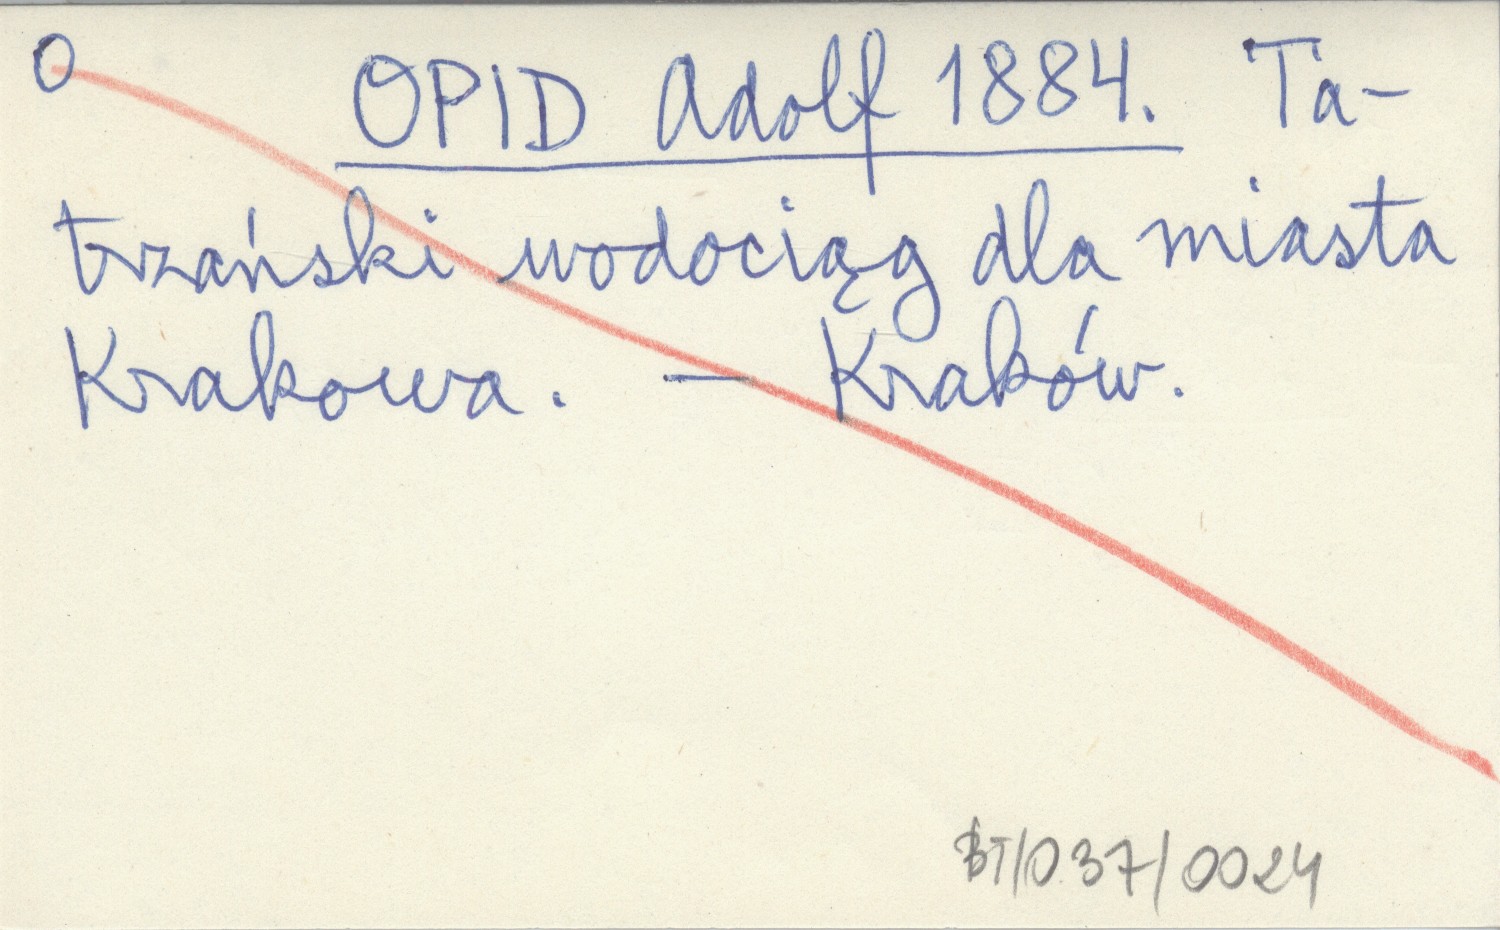 O OPID Adolf 1884. Ta-
trzański wodociąg dla miasta
Krakowa. — Kraków.
BT/037/0024